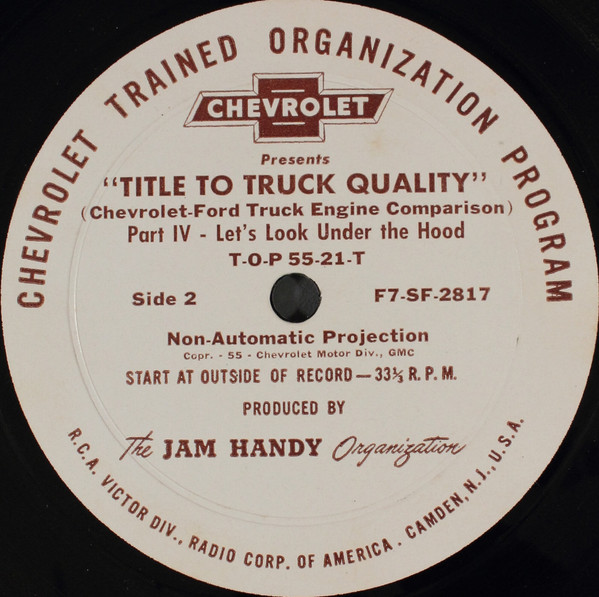 CHEVROLET TRAINED ORGANIZATION PROGRAM
CHEVROLET
Presents
"TITLE TO TRUCK QUALITY"
(Chevrolet-Ford Truck Engine Comparison)
Part IV - Let's Look Under the Hood
T-O-P 55-21-T
Side 2 F7-SF-2817
Non-Automatic Projection
Copr. - 55 - Chevrolet Motor Div., GMC
START AT OUTSIDE OF RECORD — 33⅓ R. P. M.
PRODUCED BY
The JAM HANDY Organization
R.C.A. VICTOR DIV., RADIO CORP. OF AMERICA . CAMDEN, N.J., U.S.A.